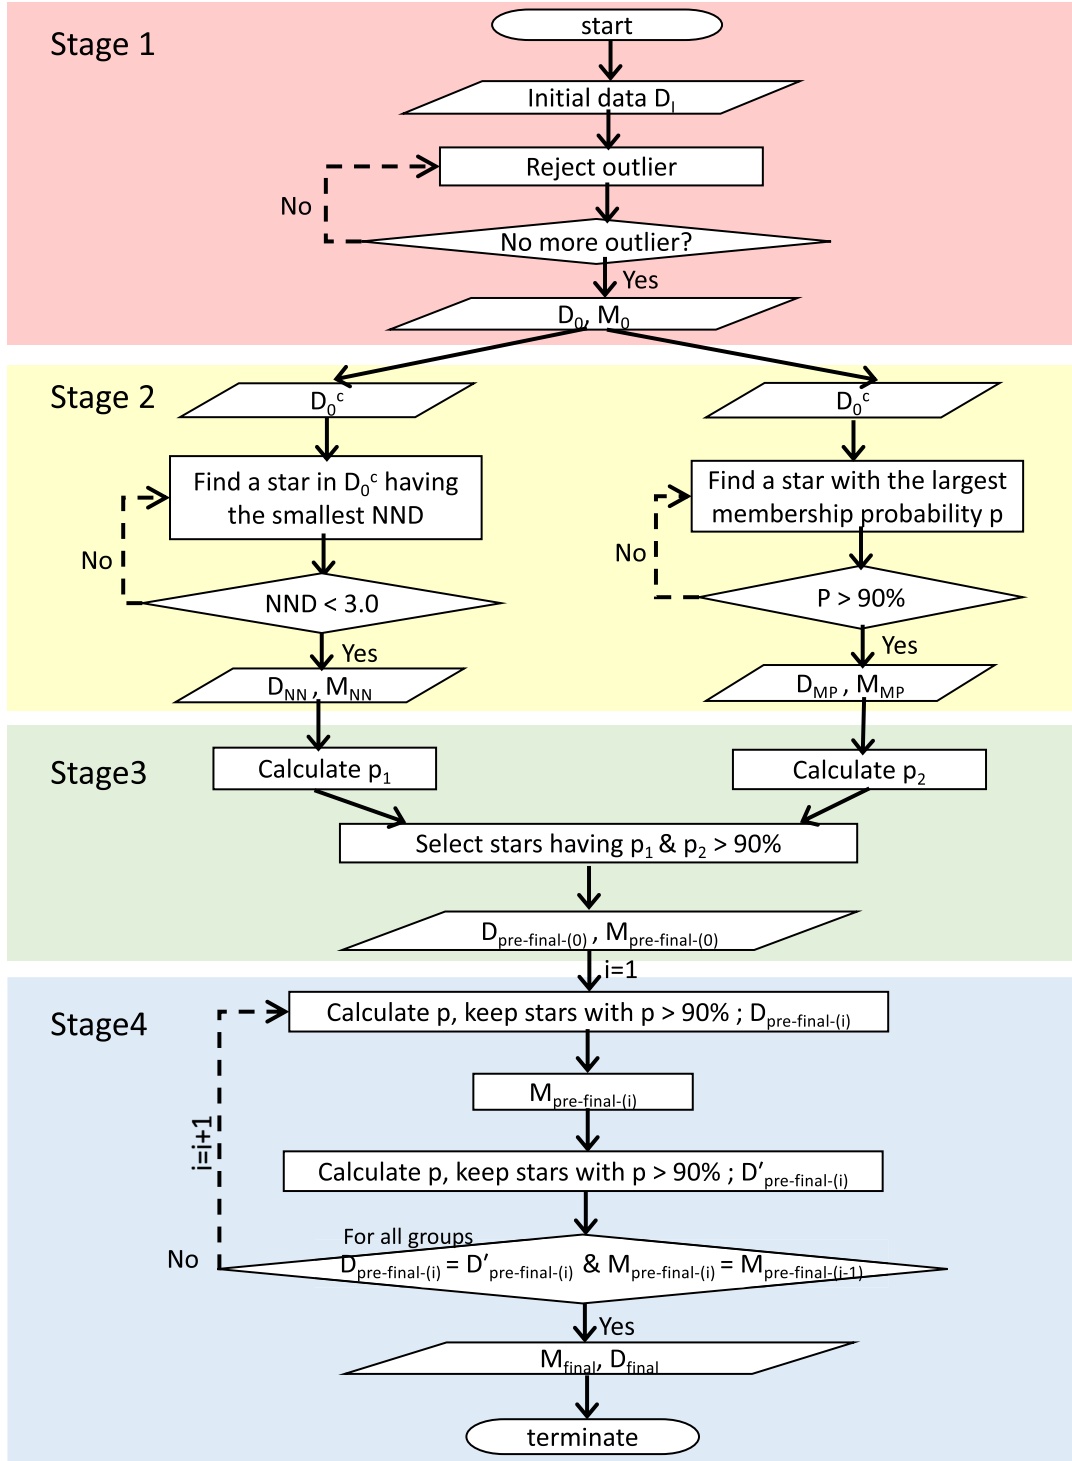 Stage 1
start
Initial data D_I
Reject outlier
No
No more outlier?
Yes
D_0, M_0
Stage 2
D_0^c
D_0^c
Find a star in D_0^c having
the smallest NND
Find a star with the largest
membership probability p
No
No
NND < 3.0
P > 90%
Yes
Yes
D_NN , M_NN
D_MP , M_MP
Stage3
Calculate p_1
Calculate p_2
Select stars having p_1 & p_2 > 90%
D_pre-final-(0) , M_pre-final-(0)
i=1
Stage4
Calculate p, keep stars with p > 90% ; D_pre-final-(i)
M_pre-final-(i)
i=i+1
Calculate p, keep stars with p > 90% ; D′_pre-final-(i)
For all groups
No
D_pre-final-(i) = D′_pre-final-(i) & M_pre-final-(i) = M_pre-final-(i-1)
Yes
M_final, D_final
terminate